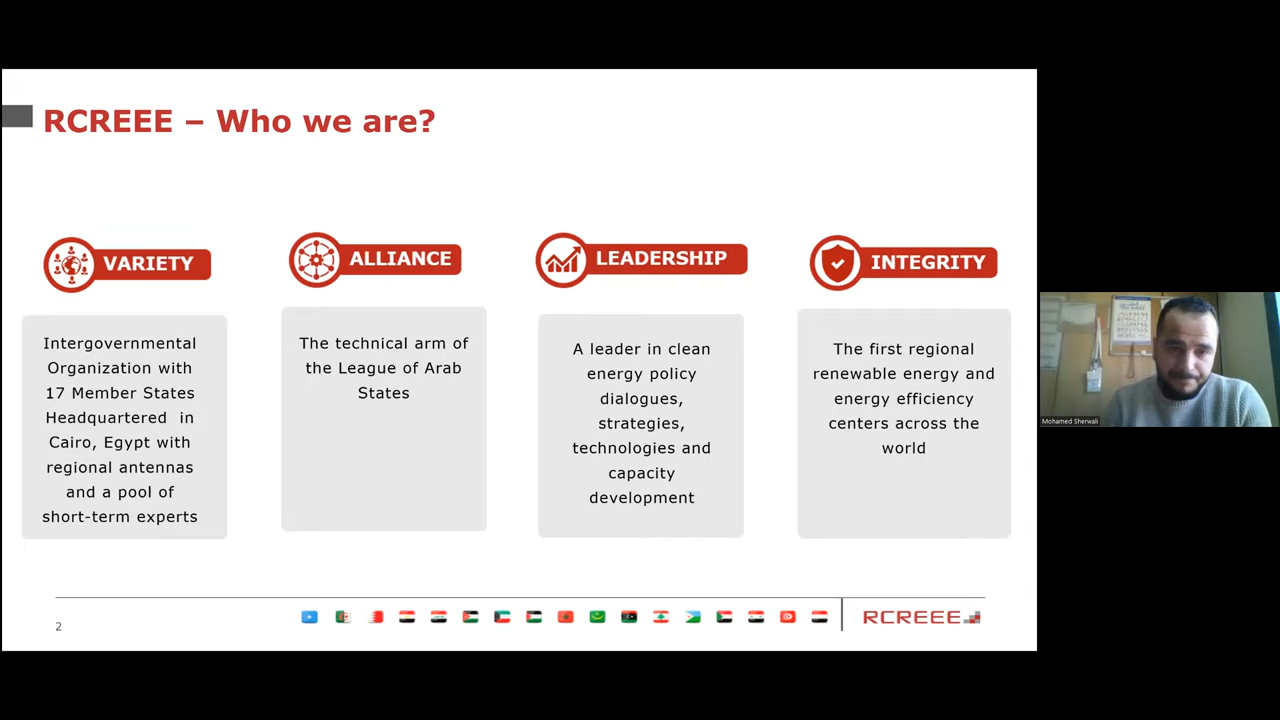 RCREEE – Who we are?
VARIETY
Intergovernmental
Organization with
17 Member States
Headquartered in
Cairo, Egypt with
regional antennas
and a pool of
short-term experts
ALLIANCE
The technical arm of
the League of Arab
States
LEADERSHIP
A leader in clean
energy policy
dialogues,
strategies,
technologies and
capacity
development
INTEGRITY
The first regional
renewable energy and
energy efficiency
centers across the
world
2
RCREEE
Mohamed Sherwali